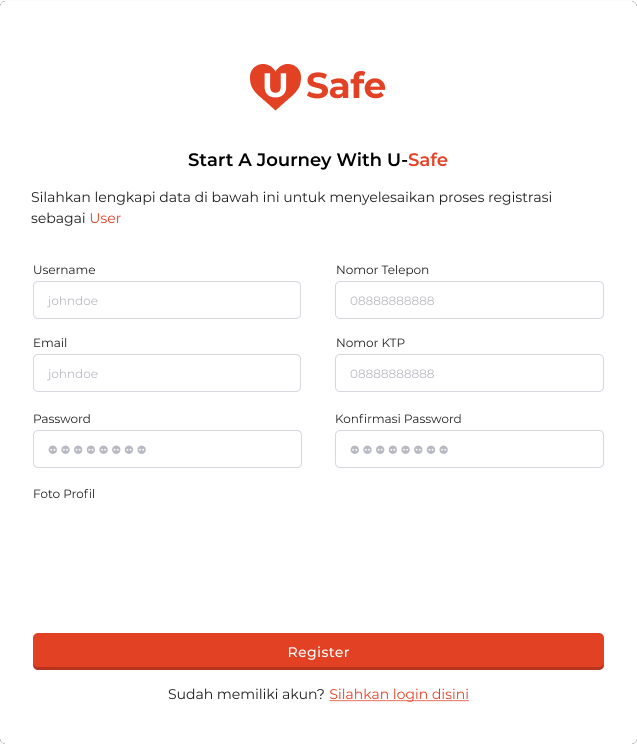 U Safe
Start A Journey With U-Safe
Silahkan lengkapi data di bawah ini untuk menyelesaikan proses registrasi
sebagai User
Username
Nomor Telepon
johndoe
08888888888
Email
Nomor KTP
johndoe
08888888888
Password
Konfirmasi Password
Foto Profil
Register
Sudah memiliki akun? Silahkan login disini